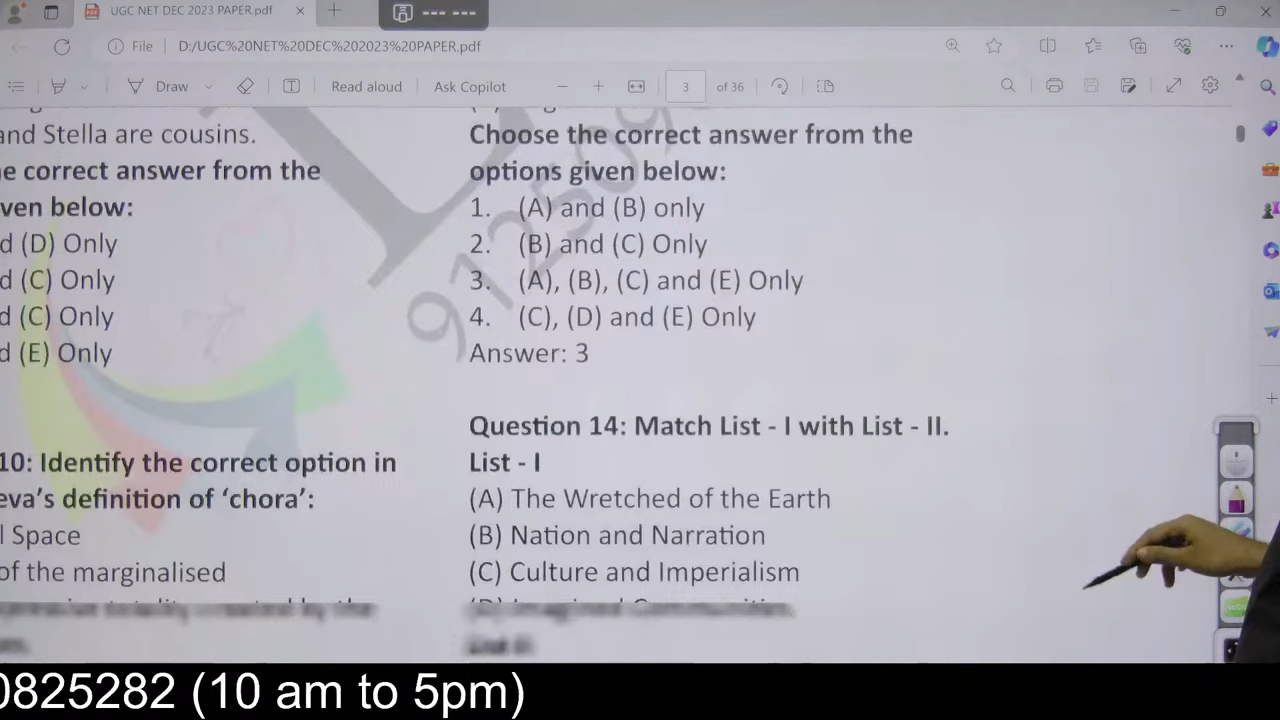 UGC NET DEC 2023 PAPER.pdf
File D:/UGC%20NET%20DEC%202023%20PAPER.pdf
Draw Read aloud Ask Copilot 3 of 36
and Stella are cousins.
e correct answer from the
ven below:
d (D) Only
d (C) Only
d (C) Only
d (E) Only
10: Identify the correct option in
eva's definition of 'chora':
l Space
of the marginalised
Choose the correct answer from the
options given below:
1. (A) and (B) only
2. (B) and (C) Only
3. (A), (B), (C) and (E) Only
4. (C), (D) and (E) Only
Answer: 3
Question 14: Match List - I with List - II.
List - I
(A) The Wretched of the Earth
(B) Nation and Narration
(C) Culture and Imperialism
(D) Imagined Communities
9125509
0825282 (10 am to 5pm)